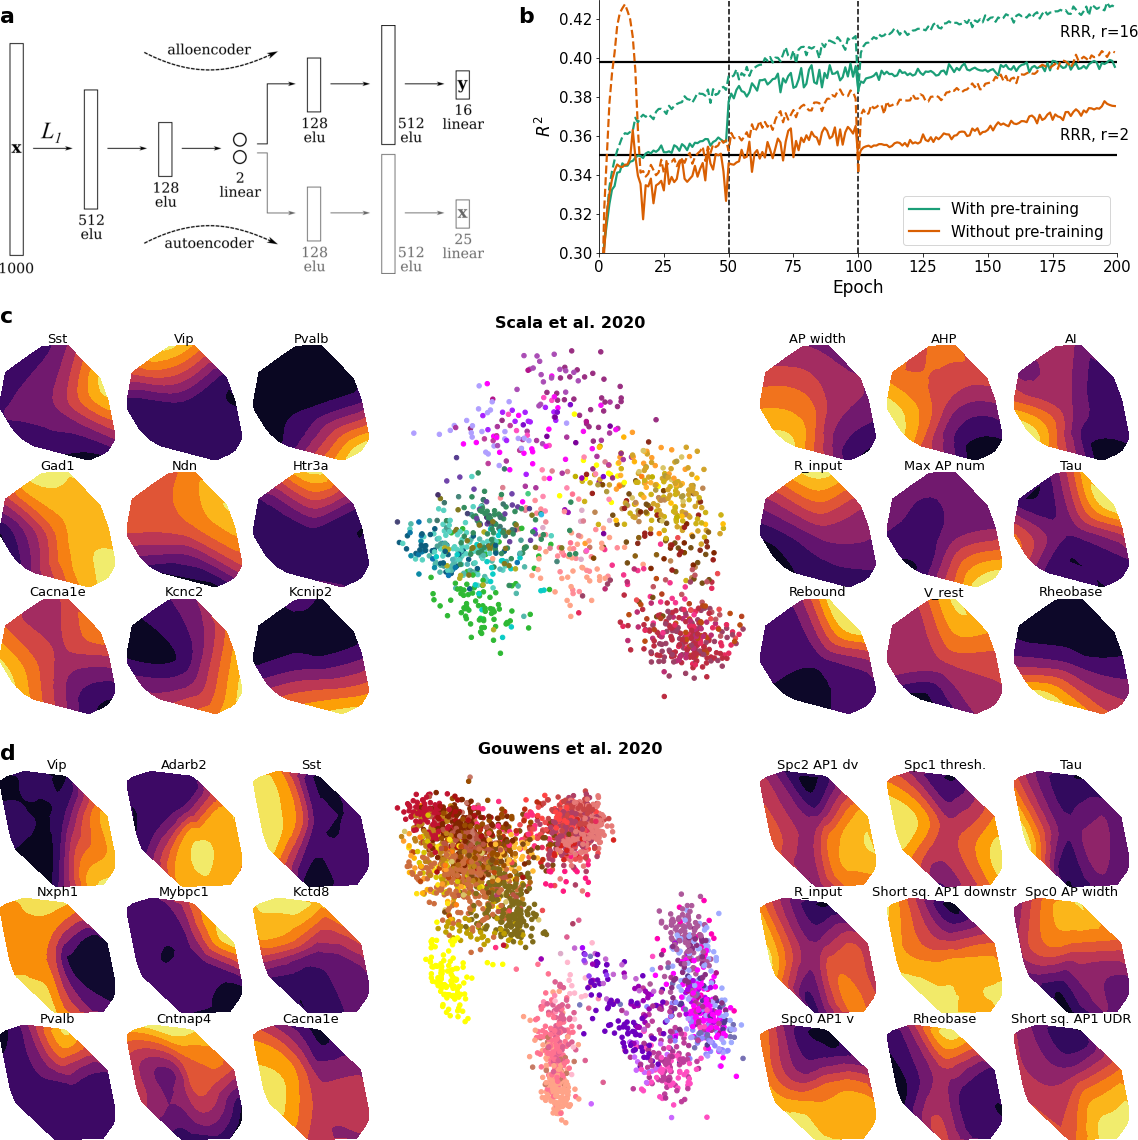 a
x
1000
L1
512
elu
128
elu
2
linear
alloencoder
autoencoder
128
elu
512
elu
y
16
linear
128
elu
512
elu
x
25
linear
b
R²
0.42
0.40
0.38
0.36
0.34
0.32
0.30
RRR, r=16
RRR, r=2
With pre-training
Without pre-training
0 25 50 75 100 125 150 175 200
Epoch
c
Scala et al. 2020
Sst Vip Pvalb
Gad1 Ndn Htr3a
Cacna1e Kcnc2 Kcnip2
AP width AHP AI
R_input Max AP num Tau
Rebound V_rest Rheobase
d
Gouwens et al. 2020
Vip Adarb2 Sst
Nxph1 Mybpc1 Kctd8
Pvalb Cntnap4 Cacna1e
Spc2 AP1 dv Spc1 thresh. Tau
R_input Short sq. AP1 downstr Spc0 AP width
Spc0 AP1 v Rheobase Short sq. AP1 UDR